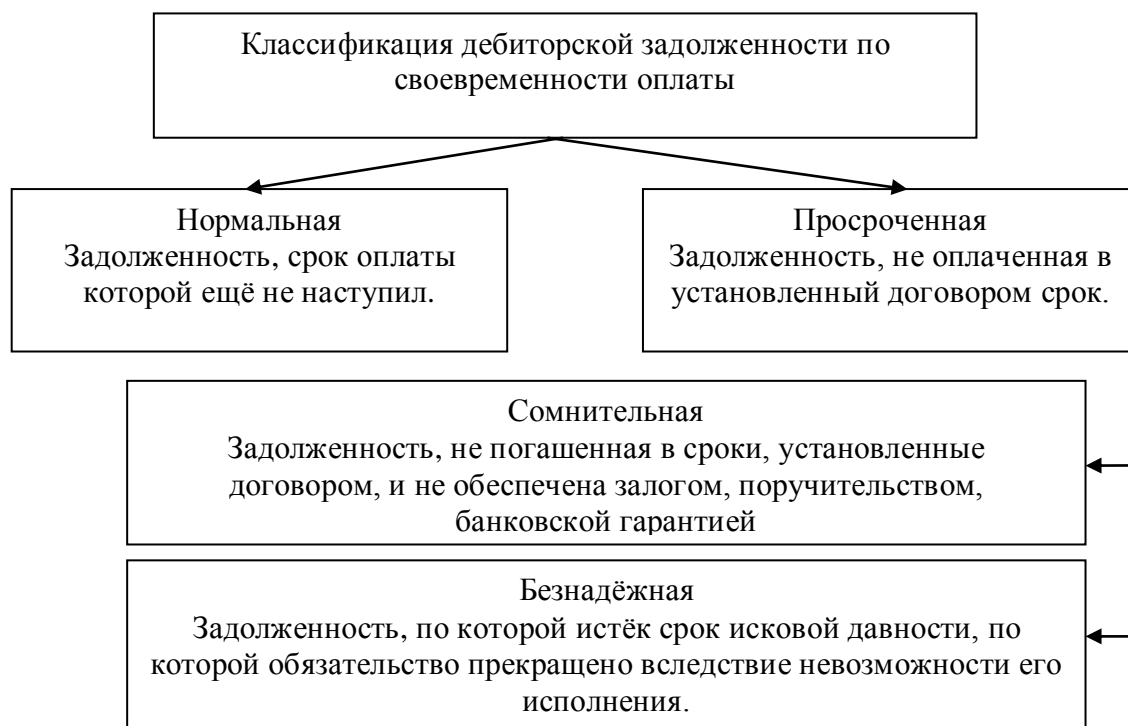 Классификация дебиторской задолженности по
своевременности оплаты
Нормальная
Задолженность, срок оплаты
которой ещё не наступил.
Просроченная
Задолженность, не оплаченная в
установленный договором срок.
Сомнительная
Задолженность, не погашенная в сроки, установленные
договором, и не обеспечена залогом, поручительством,
банковской гарантией
Безнадёжная
Задолженность, по которой истёк срок исковой давности, по
которой обязательство прекращено вследствие невозможности его
исполнения.